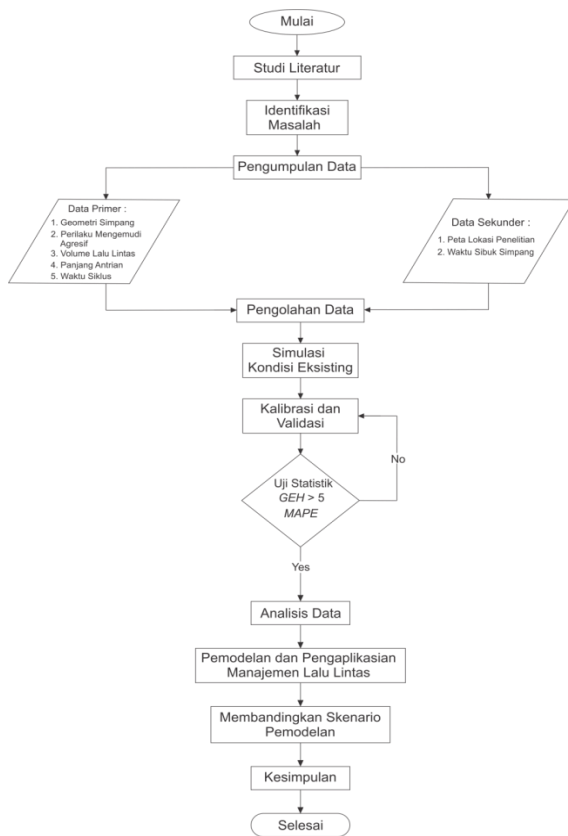 Mulai
Studi Literatur
Identifikasi
Masalah
Pengumpulan Data
Data Primer :
1. Geometri Simpang
2. Perilaku Mengemudi
Agresif
3. Volume Lalu Lintas
4. Panjang Antrian
5. Waktu Siklus
Data Sekunder :
1. Peta Lokasi Penelitian
2. Waktu Sibuk Simpang
Pengolahan Data
Simulasi
Kondisi Eksisting
Kalibrasi dan
Validasi
No
Uji Statistik
GEH > 5
MAPE
Yes
Analisis Data
Pemodelan dan Pengaplikasian
Manajemen Lalu Lintas
Membandingkan Skenario
Pemodelan
Kesimpulan
Selesai